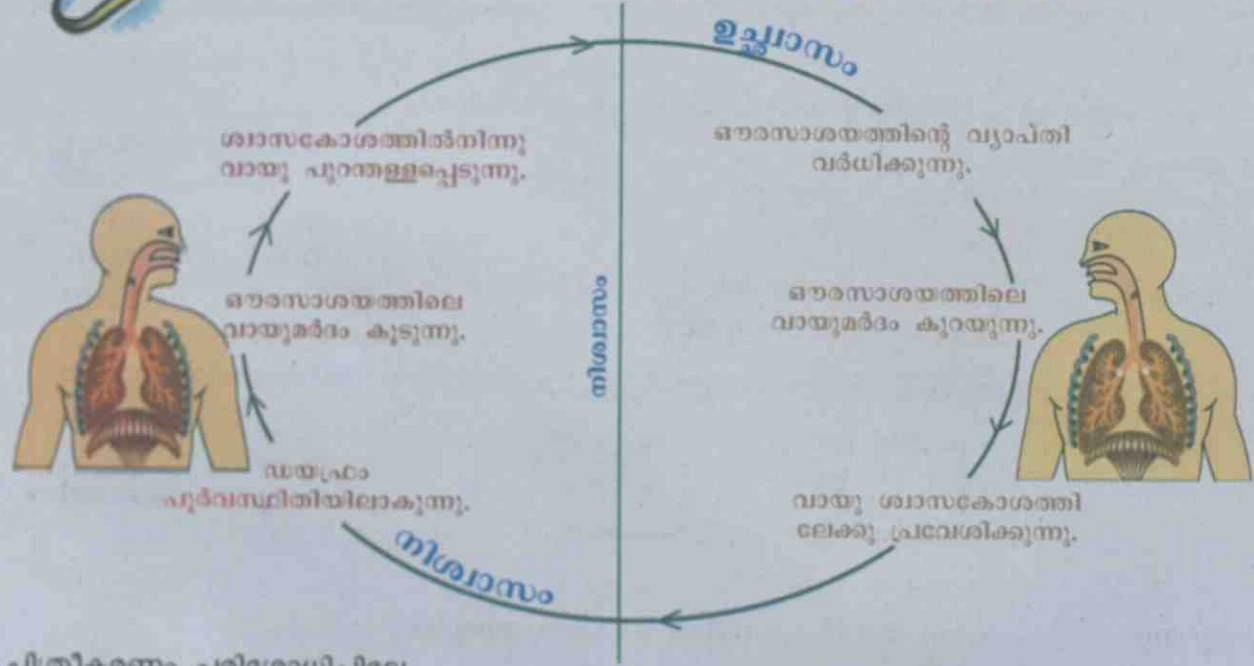 ഉച്ഛ്വാസം
ശ്വാസകോശത്തിൽനിന്നു
വായു പുറന്തള്ളപ്പെടുന്നു.
ഔരസാശയത്തിന്റെ വ്യാപ്തി
വർധിക്കുന്നു.
ഔരസാശയത്തിലെ
വായുമർദം കൂടുന്നു.
ഔരസാശയത്തിലെ
വായുമർദം കുറയുന്നു.
ഡയഫ്രം
പൂർവസ്ഥിതിയിലാകുന്നു.
വായു ശ്വാസകോശത്തി
ലേക്കു പ്രവേശിക്കുന്നു.
നിശ്വാസം